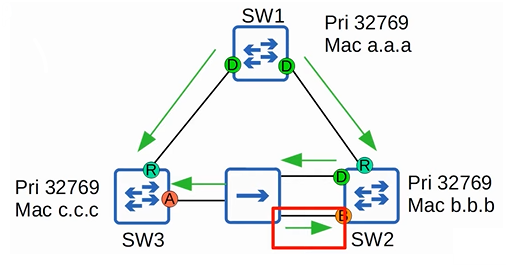 SW1
Pri 32769
Mac a.a.a
D
D
R
R
D
A
B
Pri 32769
Mac c.c.c
Pri 32769
Mac b.b.b
SW3
SW2